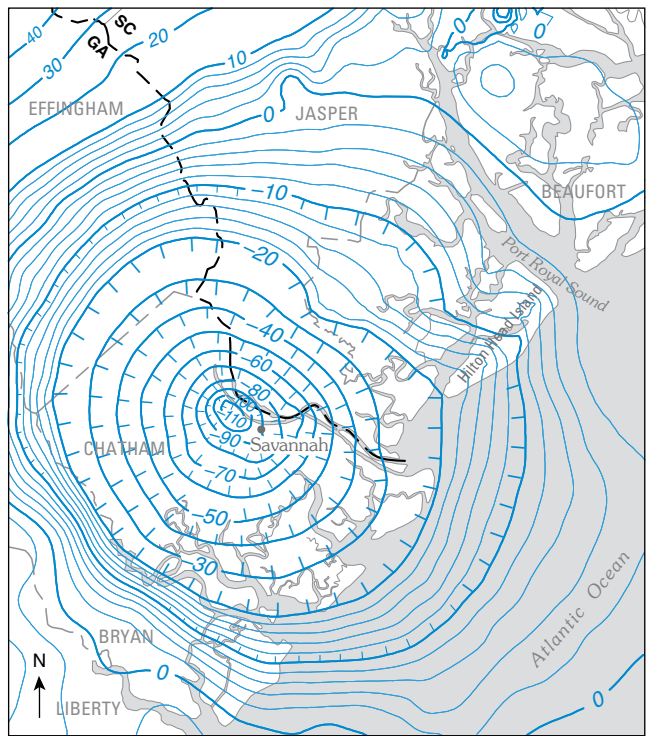 0
0
40
SC
GA
20
30
10
EFFINGHAM
0
JASPER
−10
BEAUFORT
−20
Port Royal Sound
Hilton Head Island
−40
−60
80
−110
CHATHAM
−90
Savannah
−70
−50
−30
Atlantic Ocean
BRYAN
N
0
0
LIBERTY